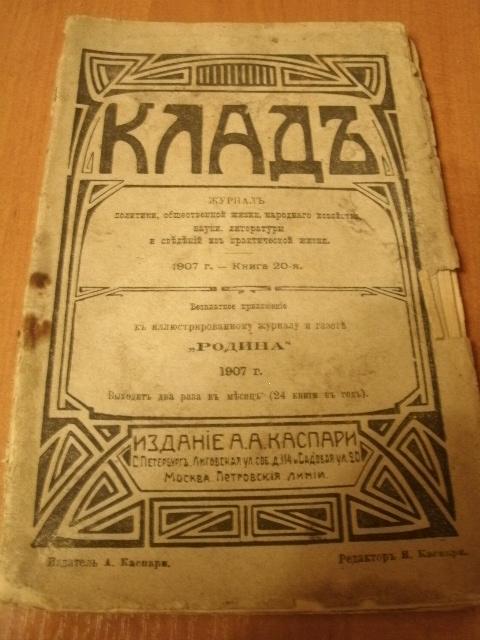 КЛАДЪ
ЖУРНАЛЪ
политики, общественной жизни, народнаго хозяйства,
науки, литературы
и свѣдѣній изъ практической жизни.
1907 г. — Книга 20-я.
Безплатное приложеніе
къ иллюстрированному журналу и газетѣ
„РОДИНА“
1907 г.
Выходитъ два раза въ мѣсяцъ (24 книги въ годъ).
ИЗДАНІЕ А.А.КАСПАРИ
С.ПЕТЕРБУРГЪ, ЛИГОВСКАЯ УЛ. СОБ. Д. 114 и САДОВАЯ УЛ. 20
МОСКВА, ПЕТРОВСКІЯ ЛИНІИ.
Издатель А. Каспари.
Редакторъ И. Каспари.